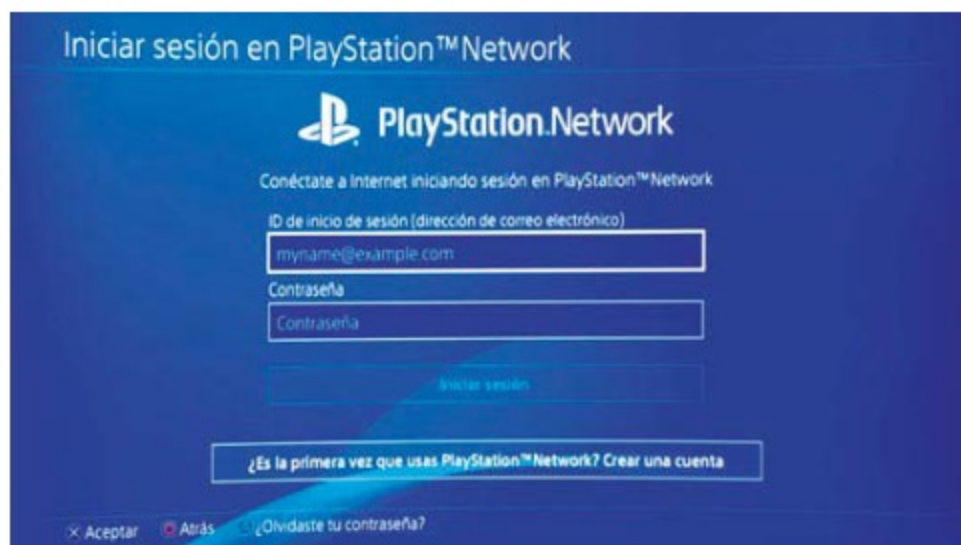 Iniciar sesión en PlayStation™Network
PlayStation.Network
Conéctate a Internet iniciando sesión en PlayStation™Network
ID de inicio de sesión (dirección de correo electrónico)
myname@example.com
Contraseña
Contraseña
Iniciar sesión
¿Es la primera vez que usas PlayStation™Network? Crear una cuenta
Aceptar Atrás ¿Olvidaste tu contraseña?